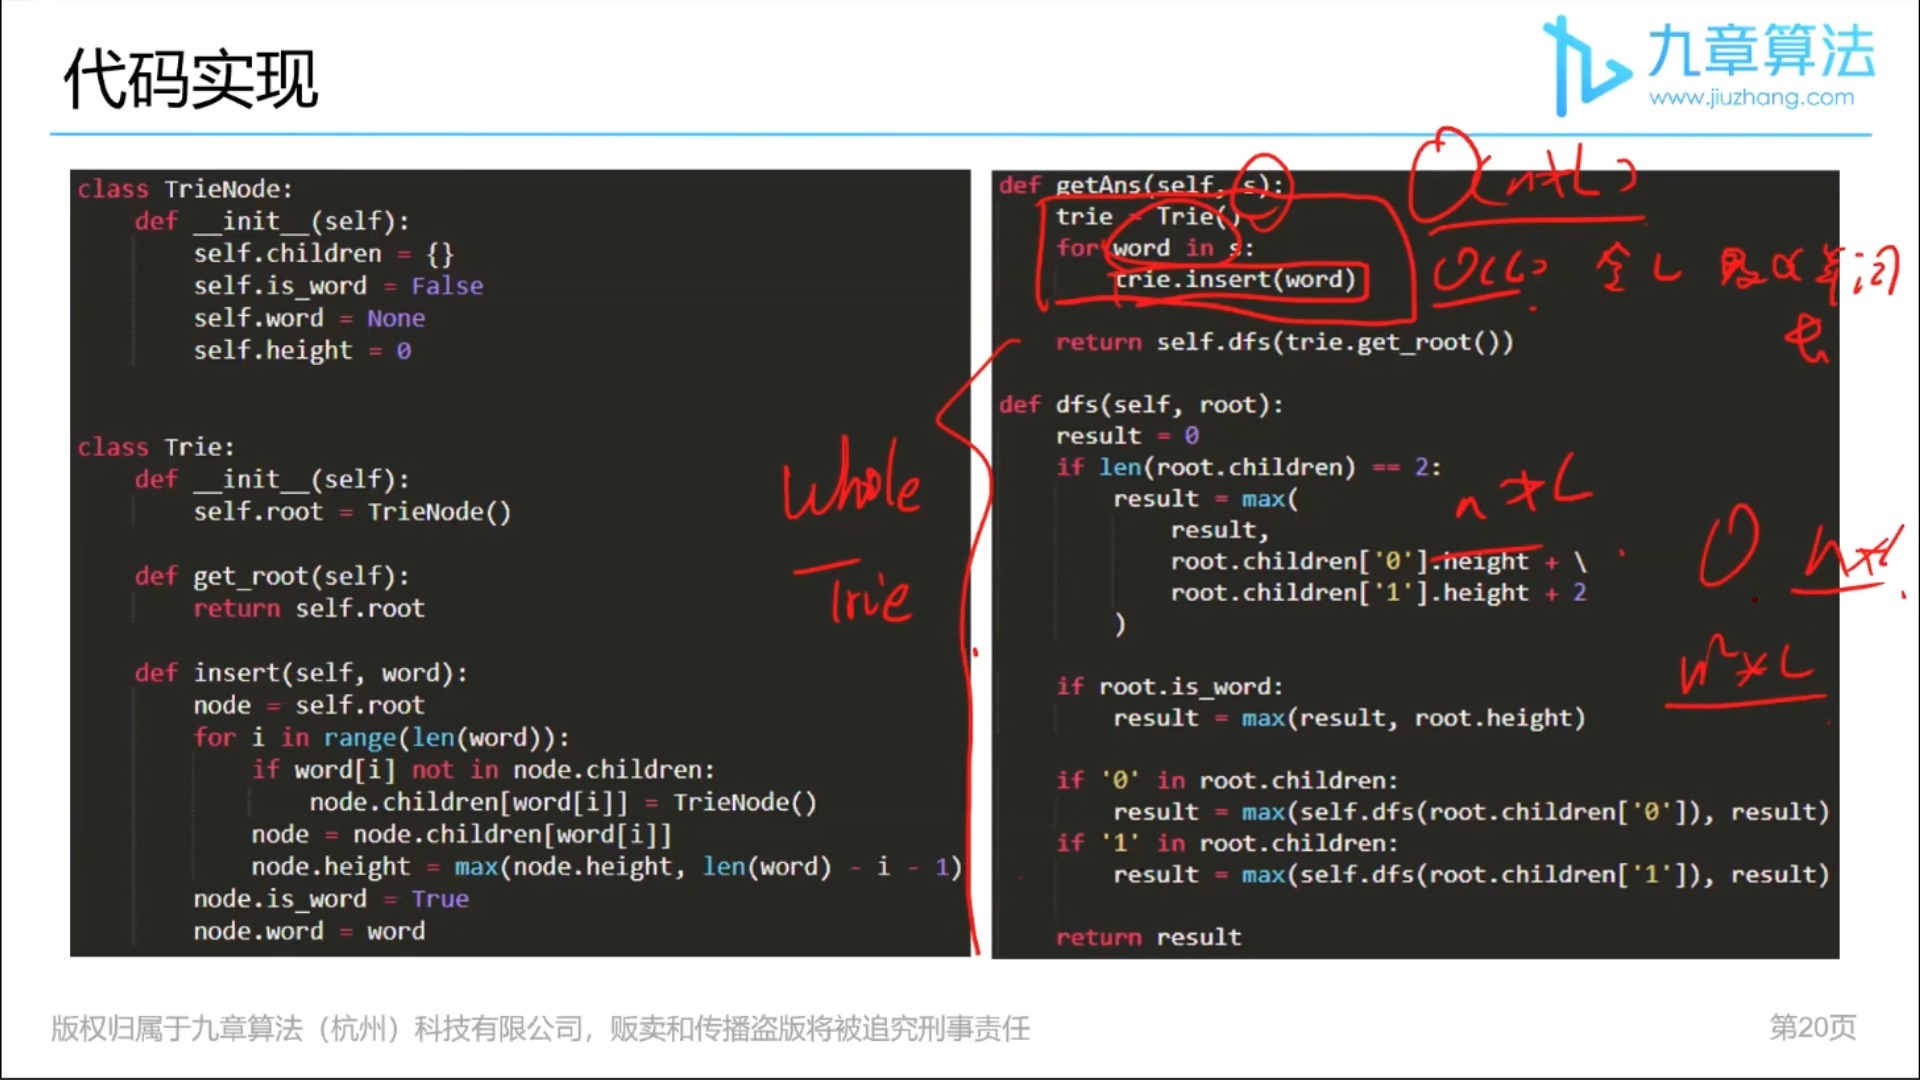 代码实现
九章算法
www.jiuzhang.com
class TrieNode:
    def __init__(self):
        self.children = {}
        self.is_word = False
        self.word = None
        self.height = 0
class Trie:
    def __init__(self):
        self.root = TrieNode()
    def get_root(self):
        return self.root
    def insert(self, word):
        node = self.root
        for i in range(len(word)):
            if word[i] not in node.children:
                node.children[word[i]] = TrieNode()
            node = node.children[word[i]]
            node.height = max(node.height, len(word) - i - 1)
        node.is_word = True
        node.word = word
Whole
Trie
def getAns(self, s):
    trie = Trie()
    for word in s:
        trie.insert(word)
    return self.dfs(trie.get_root())
def dfs(self, root):
    result = 0
    if len(root.children) == 2:
        result = max(
            result,
            root.children['0'].height + \
            root.children['1'].height + 2
        )
    if root.is_word:
        result = max(result, root.height)
    if '0' in root.children:
        result = max(self.dfs(root.children['0']), result)
    if '1' in root.children:
        result = max(self.dfs(root.children['1']), result)
    return result
O(n*L)
O(L) 令L
n*L
O n*L
n²*L
版权归属于九章算法（杭州）科技有限公司，贩卖和传播盗版将被追究刑事责任
第20页